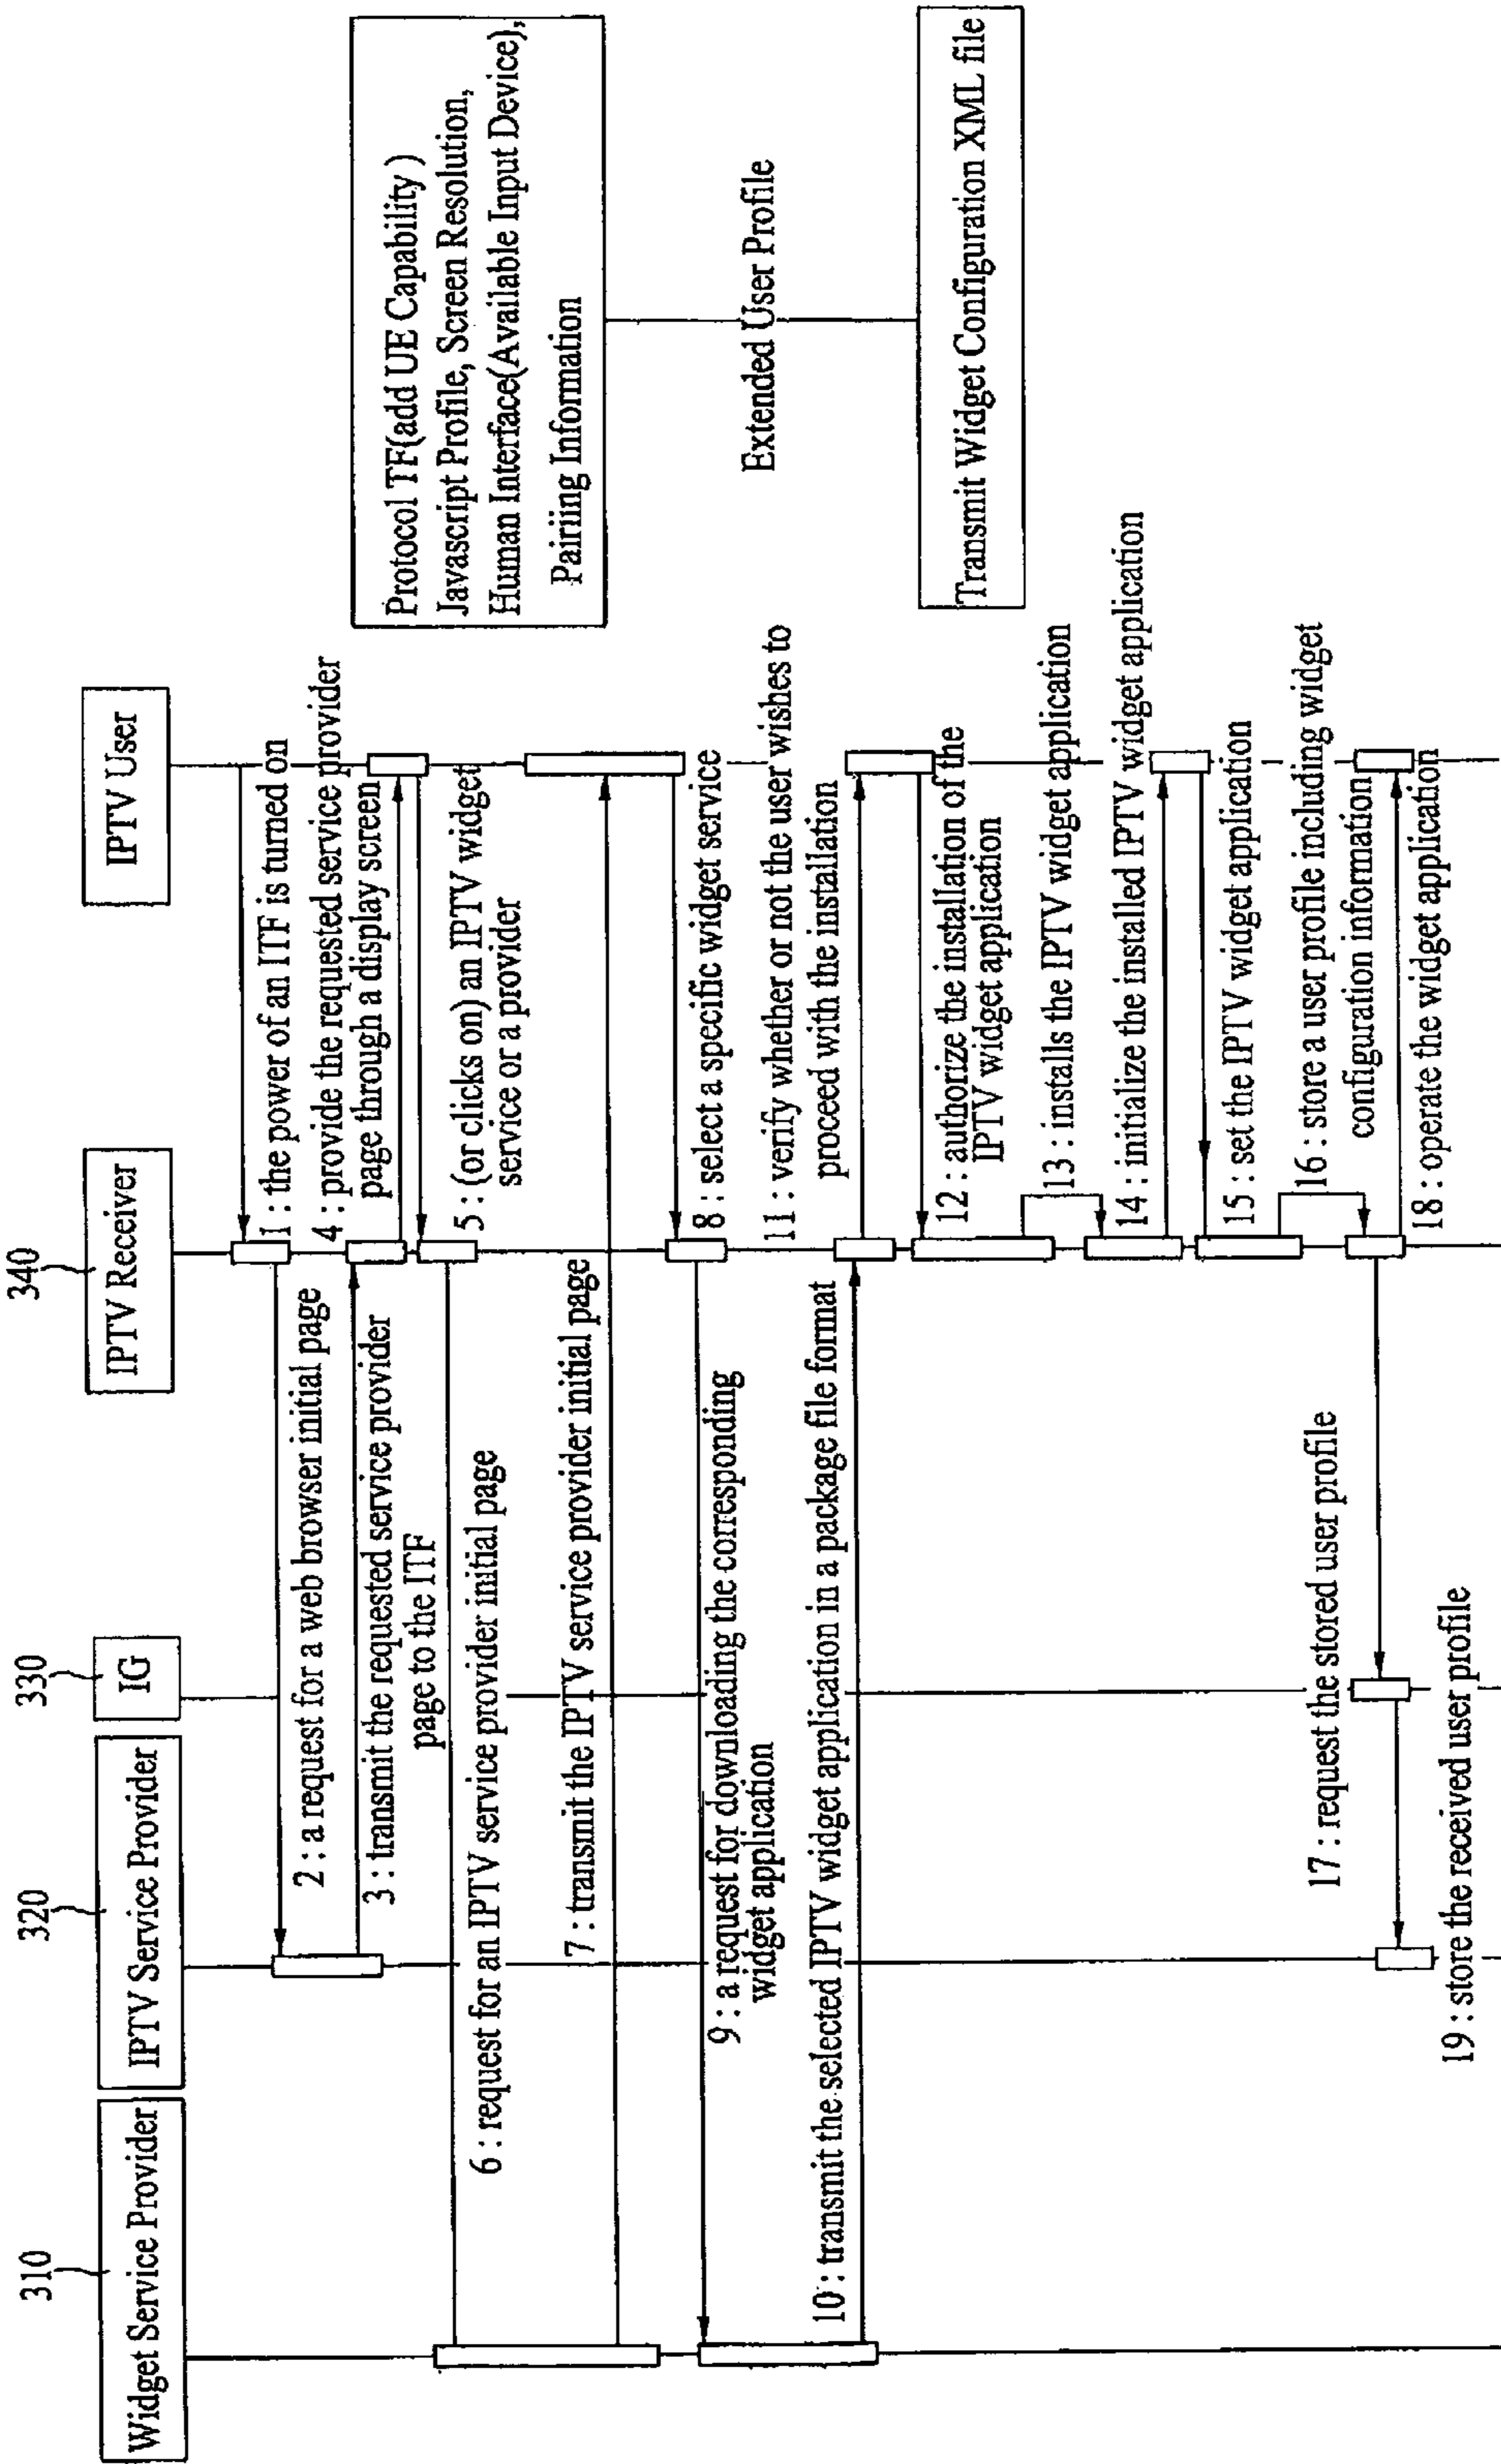 310
Widget Service Provider
320
IPTV Service Provider
330
IG
340
IPTV Receiver
IPTV User
1 : the power of an ITF is turned on
2 : a request for a web browser initial page
3 : transmit the requested service provider
page to the ITF
4 : provide the requested service provider
page through a display screen
5 : (or clicks on) an IPTV widget
service or a provider
6 : request for an IPTV service provider initial page
7 : transmit the IPTV service provider initial page
8 : select a specific widget service
9 : a request for downloading the corresponding
widget application
10 : transmit the selected IPTV widget application in a package file format
11 : verify whether or not the user wishes to
proceed with the installation
12 : authorize the installation of the
IPTV widget application
13 : installs the IPTV widget application
14 : initialize the installed IPTV widget application
15 : set the IPTV widget application
16 : store a user profile including widget
configuration information
17 : request the stored user profile
18 : operate the widget application
19 : store the received user profile
Protocol TF(add UE Capability )
Javascript Profile, Screen Resolution,
Human Interface(Available Input Device),
Pairiing Information
Extended User Profile
Transmit Widget Configuration XML file